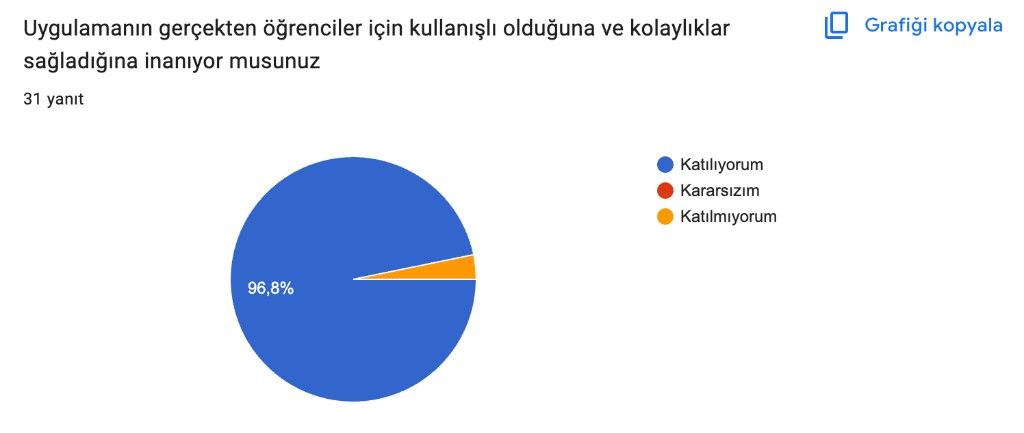 Uygulamanın gerçekten öğrenciler için kullanışlı olduğuna ve kolaylıklar
sağladığına inanıyor musunuz
Grafiği kopyala
31 yanıt
Katılıyorum
Kararsızım
Katılmıyorum
96,8%